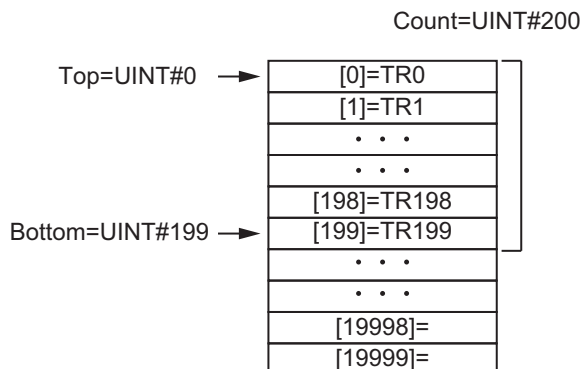 Count=UINT#200
Top=UINT#0
[0]=TR0
[1]=TR1
· · ·
· · ·
[198]=TR198
Bottom=UINT#199
[199]=TR199
· · ·
· · ·
[19998]=
[19999]=